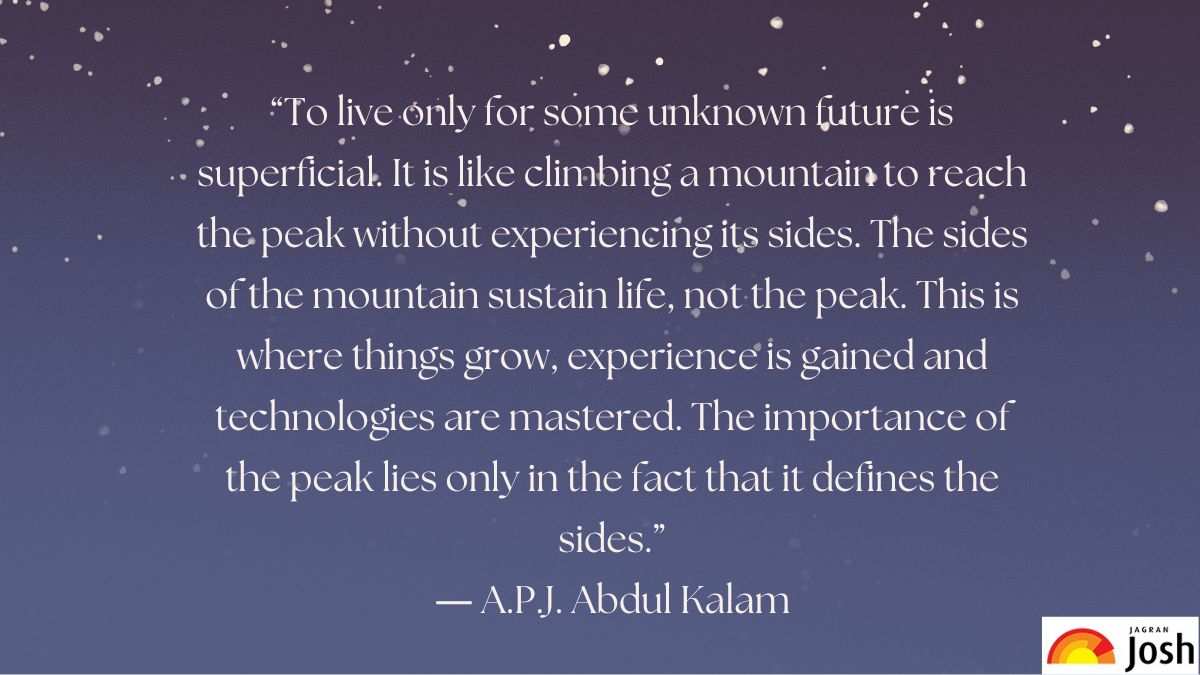 “To live only for some unknown future is
superficial. It is like climbing a mountain to reach
the peak without experiencing its sides. The sides
of the mountain sustain life, not the peak. This is
where things grow, experience is gained and
technologies are mastered. The importance of
the peak lies only in the fact that it defines the
sides.”
— A.P.J. Abdul Kalam
JAGRAN
Josh